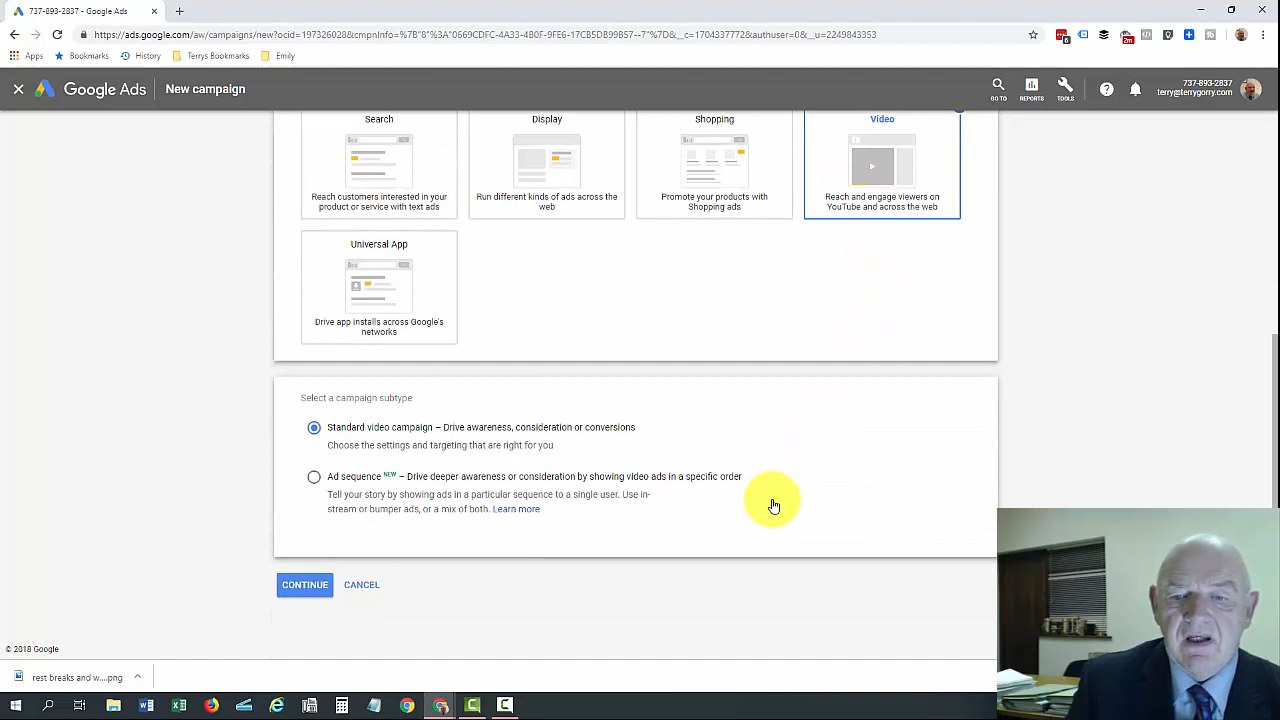 737-893-2837 - Google Ads
https://ads.google.com/aw/campaigns/new?ocid=197326028&cmpnInfo=%7B"8"%3A"0669CDFC-4A33-4B0F-9FE6-17CB5DB99B57--7"%7D&__c=1704337772&authuser=0&__u=2249843353
6
2m
Apps
Bookmarks
History
Terrys Bookmarks
Emily
Google Ads
New campaign
GO TO
REPORTS
TOOLS
737-893-2837
terry@terrygorry.com
Search
Reach customers interested in your
product or service with text ads
Display
Run different kinds of ads across the
web
Shopping
Promote your products with
Shopping ads
Video
Reach and engage viewers on
YouTube and across the web
Universal App
Drive app installs across Google's
networks
Select a campaign subtype
Standard video campaign – Drive awareness, consideration or conversions
Choose the settings and targeting that are right for you
Ad sequence NEW – Drive deeper awareness or consideration by showing video ads in a specific order
Tell your story by showing ads in a particular sequence to a single user. Use in-
stream or bumper ads, or a mix of both. Learn more
CONTINUE
CANCEL
© 2018 Google
rest breaks and w....png